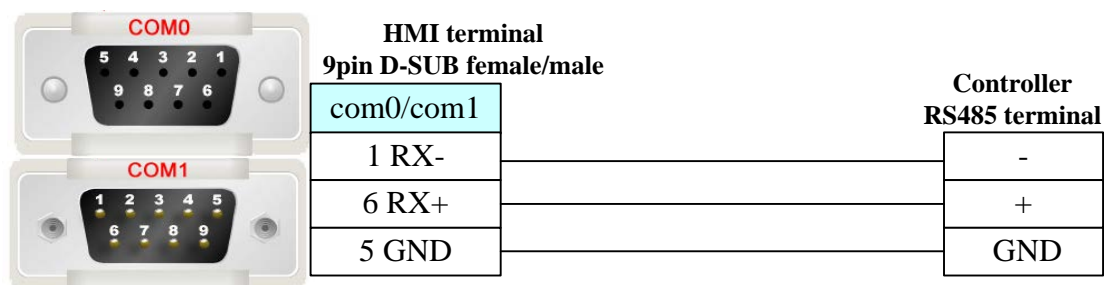 COM0
5 4 3 2 1
9 8 7 6
COM1
1 2 3 4 5
6 7 8 9
HMI terminal
9pin D-SUB female/male
com0/com1
1 RX-
6 RX+
5 GND
Controller
RS485 terminal
-
+
GND